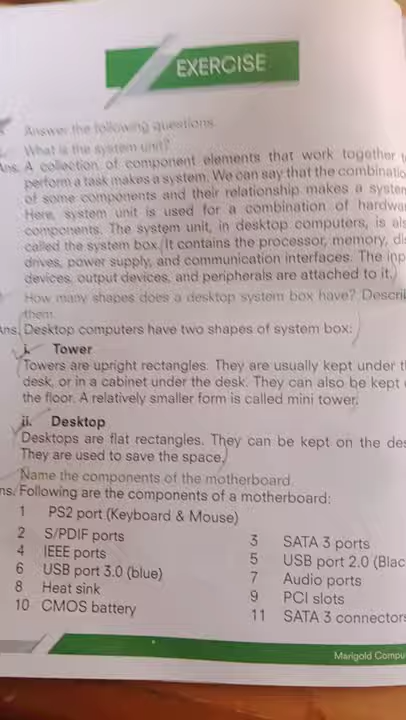 EXERCISE
Answer the following questions.
What is the system unit?
Ans. A collection of component elements that work together
perform a task makes a system. We can say that the
of some components and their relationship makes a
Here, system unit is used for a combination of
components. The system unit, in desktop computers, is
called the system box. It contains the processor, memory,
drives, power supply, and communication interfaces. The
devices, output devices, and peripherals are attached to it.
How many shapes does a desktop system box have?
them.
Ans. Desktop computers have two shapes of system box:
i. Tower
Towers are upright rectangles. They are usually kept under
desk, or in a cabinet under the desk. They can also be kept
the floor. A relatively smaller form is called mini tower.
ii. Desktop
Desktops are flat rectangles. They can be kept on the
They are used to save the space.
Name the components of the motherboard.
Following are the components of a motherboard:
1 PS2 port (Keyboard & Mouse)
2 S/PDIF ports 3 SATA 3 ports
4 IEEE ports 5 USB port 2.0
6 USB port 3.0 (blue) 7 Audio ports
8 Heat sink 9 PCI slots
10 CMOS battery 11 SATA 3 connectors
Marigold